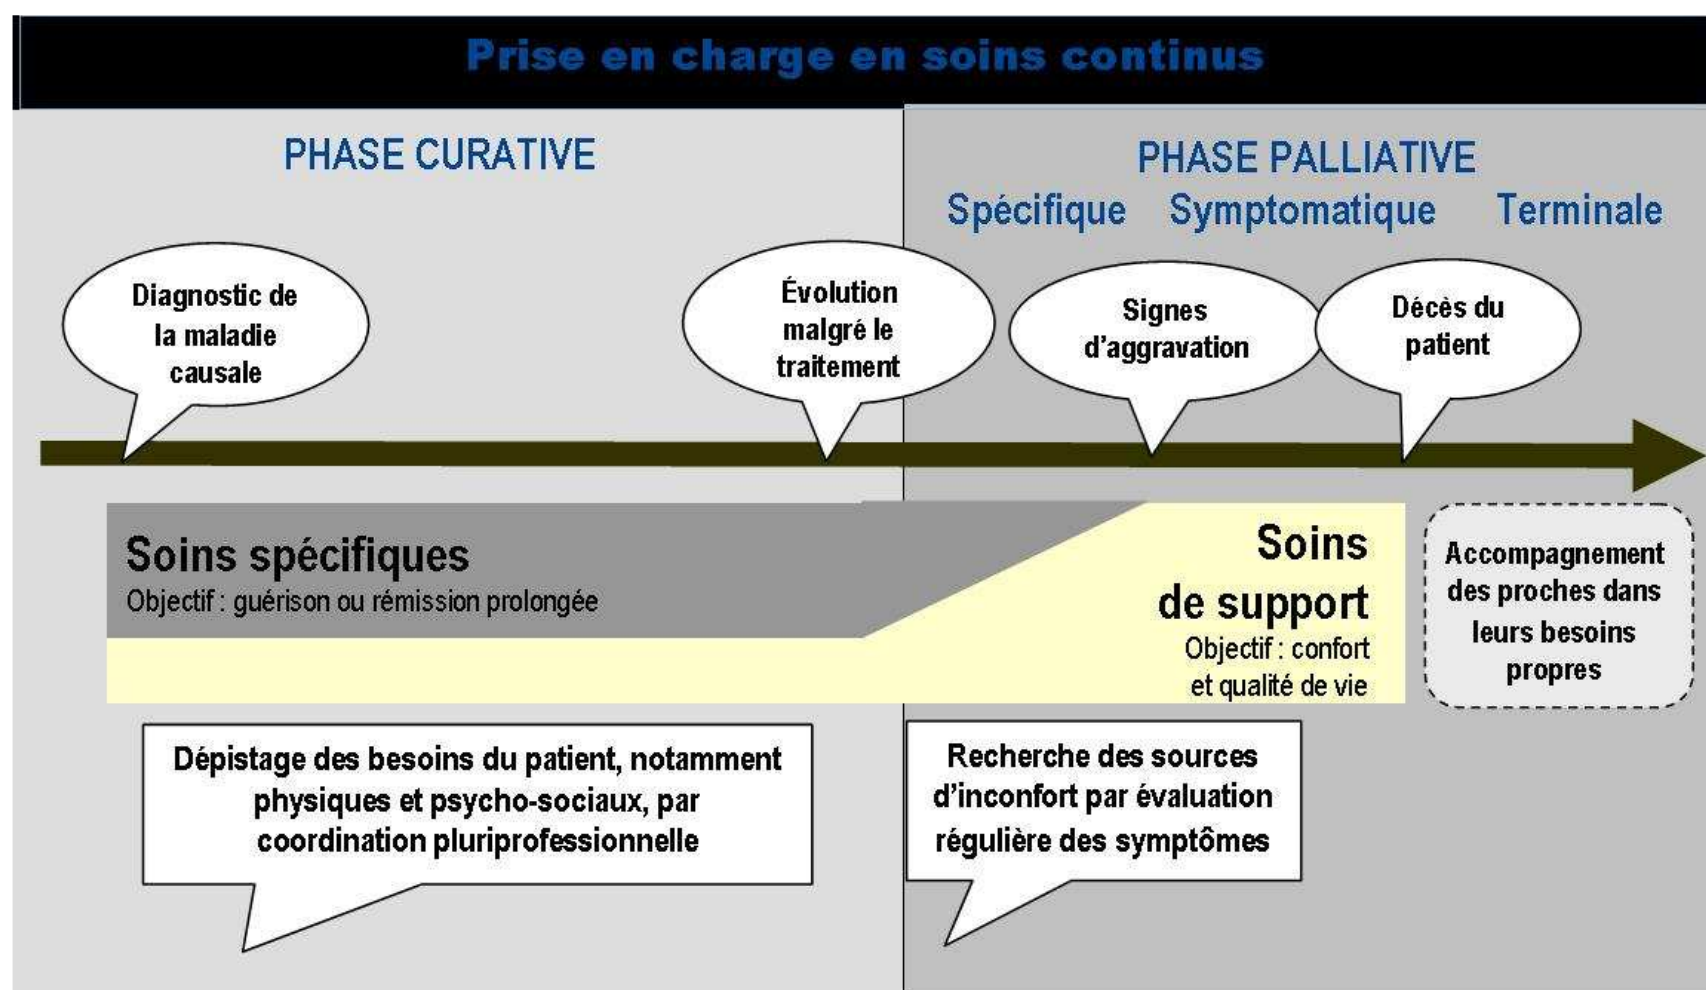 Prise en charge en soins continus
PHASE CURATIVE
PHASE PALLIATIVE
Spécifique Symptomatique Terminale
Diagnostic de
la maladie
causale
Évolution
malgré le
traitement
Signes
d'aggravation
Décès du
patient
Soins spécifiques
Objectif : guérison ou rémission prolongée
Soins
de support
Objectif : confort
et qualité de vie
Accompagnement
des proches dans
leurs besoins
propres
Dépistage des besoins du patient, notamment
physiques et psycho-sociaux, par
coordination pluriprofessionnelle
Recherche des sources
d'inconfort par évaluation
régulière des symptômes